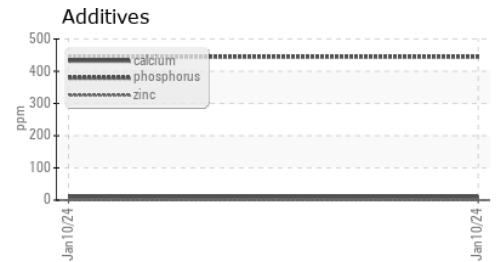 Additives
500
400
300
200
100
0
ppm
calcium
phosphorus
zinc
Jan10/24
Jan10/24